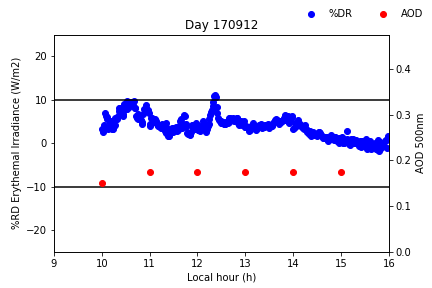 %DR AOD
Day 170912
%RD Erythermal Irradiance (W/m2)
20
10
0
−10
−20
0.4
0.3
0.2
0.1
0.0
AOD 500nm
9 10 11 12 13 14 15 16
Local hour (h)